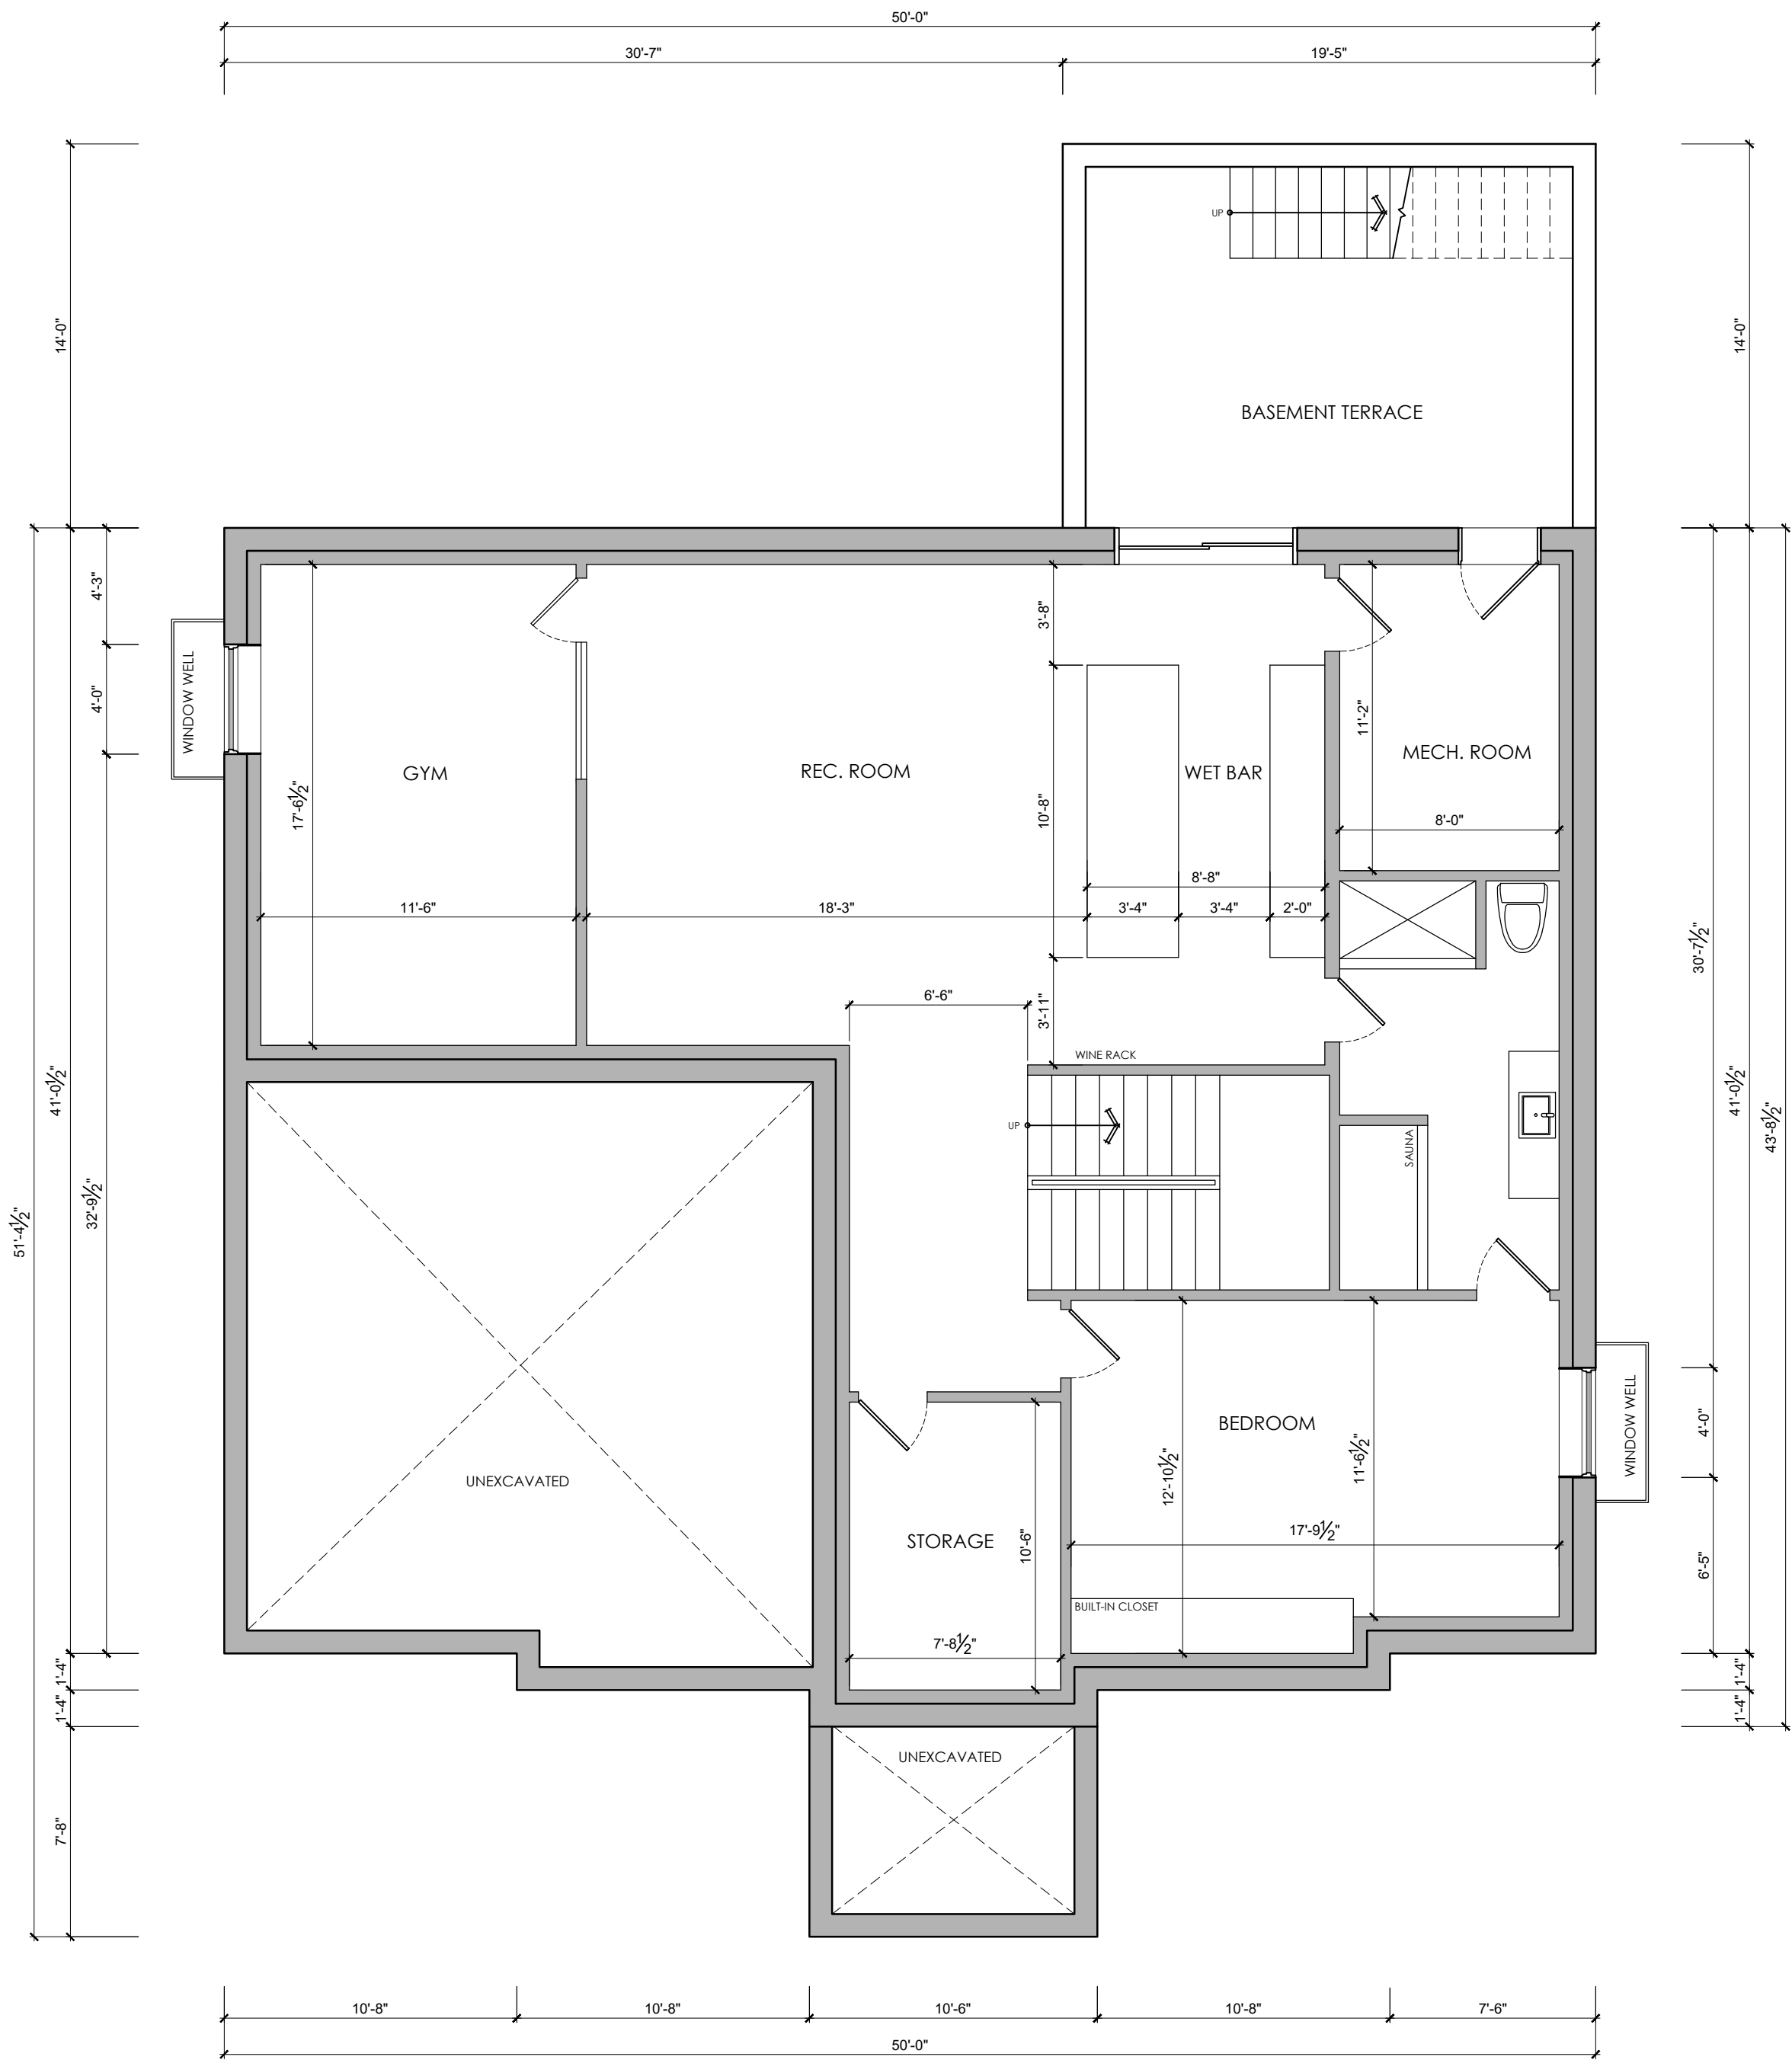 50'-0"
30'-7"
19'-5"
14'-0"
14'-0"
UP
BASEMENT TERRACE
4'-3"
4'-0"
32'-9½"
41'-0½"
51'-4½"
1'-4"
1'-4"
7'-8"
WINDOW WELL
GYM
17'-6½"
11'-6"
REC. ROOM
18'-3"
3'-8"
10'-8"
3'-11"
WET BAR
8'-8"
3'-4"
3'-4"
2'-0"
11'-2"
MECH. ROOM
8'-0"
6'-6"
WINE RACK
UP
SAUNA
UNEXCAVATED
STORAGE
10'-6"
7'-8½"
BEDROOM
12'-10½"
11'-6½"
17'-9½"
BUILT-IN CLOSET
WINDOW WELL
UNEXCAVATED
30'-7½"
4'-0"
6'-5"
41'-0½"
1'-4"
1'-4"
43'-8½"
10'-8"
10'-8"
10'-6"
10'-8"
7'-6"
50'-0"